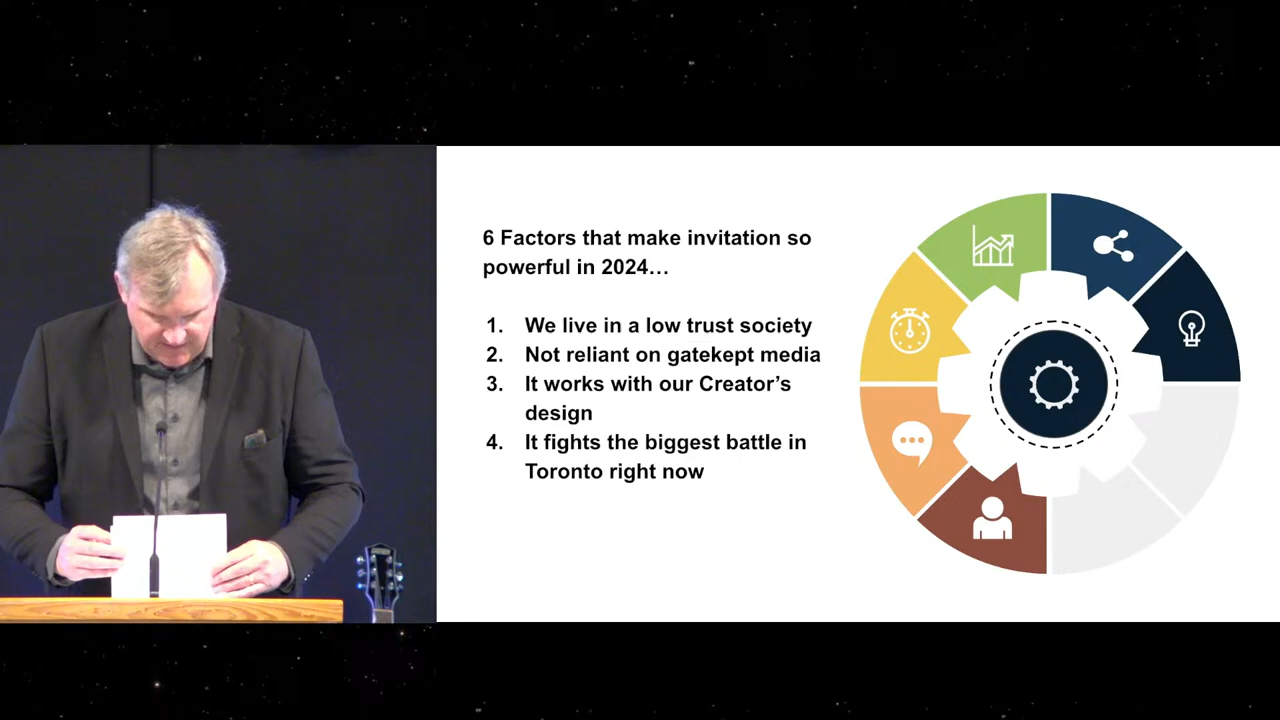 6 Factors that make invitation so
powerful in 2024…
1. We live in a low trust society
2. Not reliant on gatekept media
3. It works with our Creator’s
design
4. It fights the biggest battle in
Toronto right now